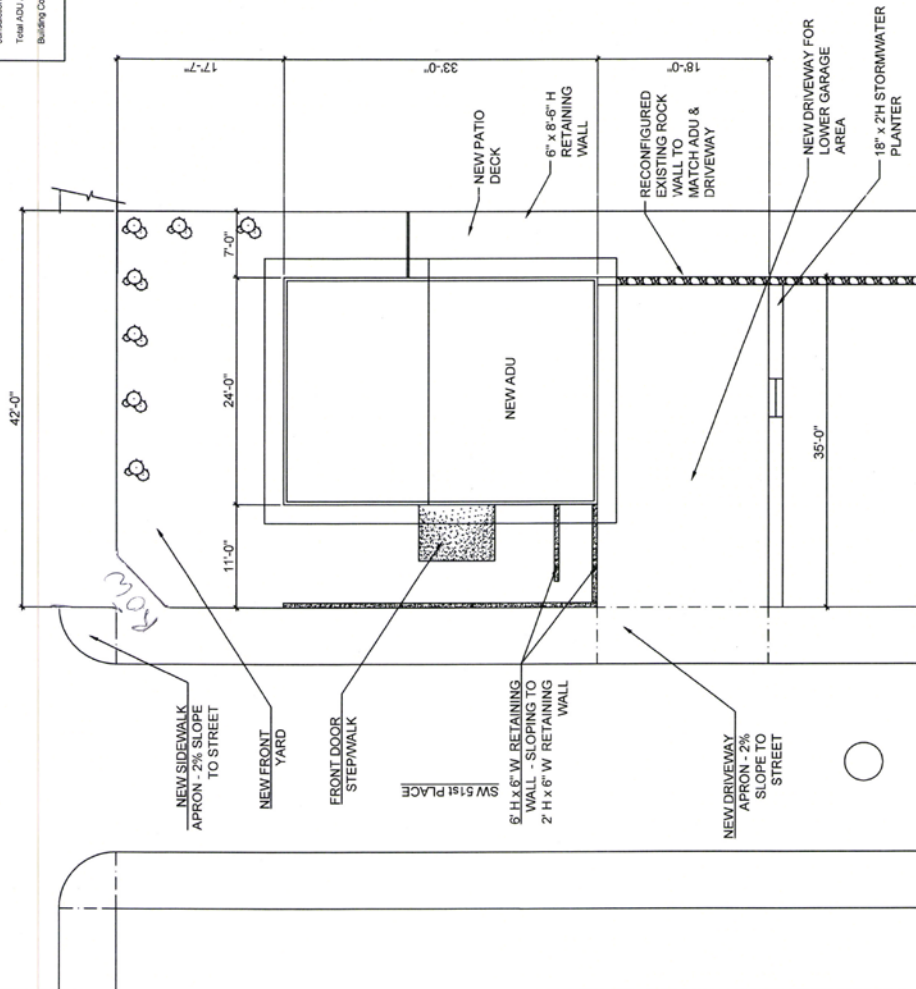 Total ADU
Building Co
42'-0"
17'-7"
33'-0"
18'-0"
7'-0"
24'-0"
11'-0"
35'-0"
NEW PATIO
DECK
6" x 8'-6" H
RETAINING
WALL
RECONFIGURED
EXISTING ROCK
WALL TO
MATCH ADU &
DRIVEWAY
NEW DRIVEWAY FOR
LOWER GARAGE
AREA
18" x 2'H STORMWATER
PLANTER
NEW ADU
ROW
NEW SIDEWALK
APRON - 2% SLOPE
TO STREET
NEW FRONT
YARD
FRONT DOOR
STEP/WALK
SW 51st PLACE
6' H x 6" W RETAINING
WALL - SLOPING TO
2' H x 6" W RETAINING
WALL
NEW DRIVEWAY
APRON - 2%
SLOPE TO
STREET